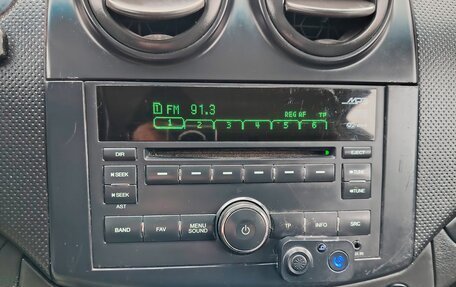 1 FM 91.3
REG AF TP
1 2 3 4 5 6
DIR
EJECT
SEEK
TUNE
SEEK
TUNE
AST
BAND
FAV
MENU
SOUND
TP
INFO
SRC